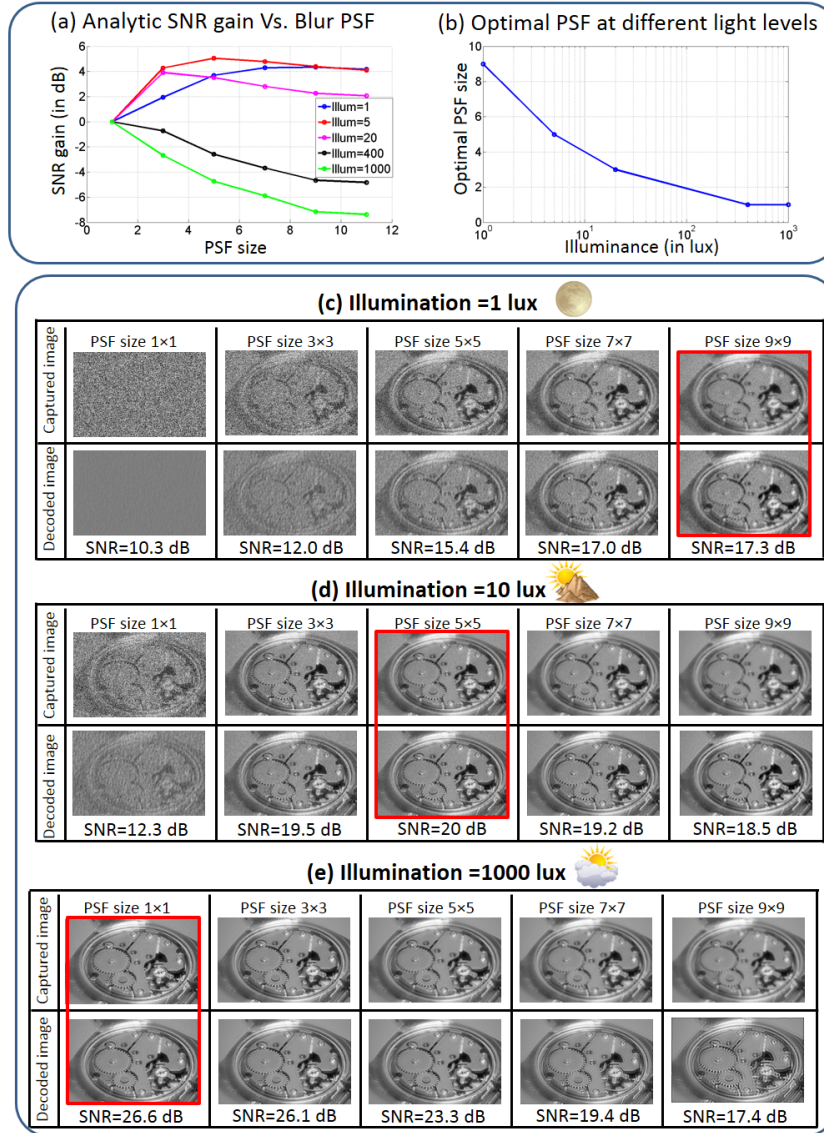 (a) Analytic SNR gain Vs. Blur PSF
6
4
2
0
-2
-4
-6
-8
SNR gain (in dB)
Illum=1
Illum=5
Illum=20
Illum=400
Illum=1000
0 2 4 6 8 10 12
PSF size
(b) Optimal PSF at different light levels
10
8
6
4
2
0
Optimal PSF size
10⁰ 10¹ 10² 10³
Illuminance (in lux)
(c) Illumination =1 lux
PSF size 1×1 PSF size 3×3 PSF size 5×5 PSF size 7×7 PSF size 9×9
Captured image
Decoded image
SNR=10.3 dB SNR=12.0 dB SNR=15.4 dB SNR=17.0 dB SNR=17.3 dB
(d) Illumination =10 lux
PSF size 1×1 PSF size 3×3 PSF size 5×5 PSF size 7×7 PSF size 9×9
Captured image
Decoded image
SNR=12.3 dB SNR=19.5 dB SNR=20 dB SNR=19.2 dB SNR=18.5 dB
(e) Illumination =1000 lux
PSF size 1×1 PSF size 3×3 PSF size 5×5 PSF size 7×7 PSF size 9×9
Captured image
Decoded image
SNR=26.6 dB SNR=26.1 dB SNR=23.3 dB SNR=19.4 dB SNR=17.4 dB